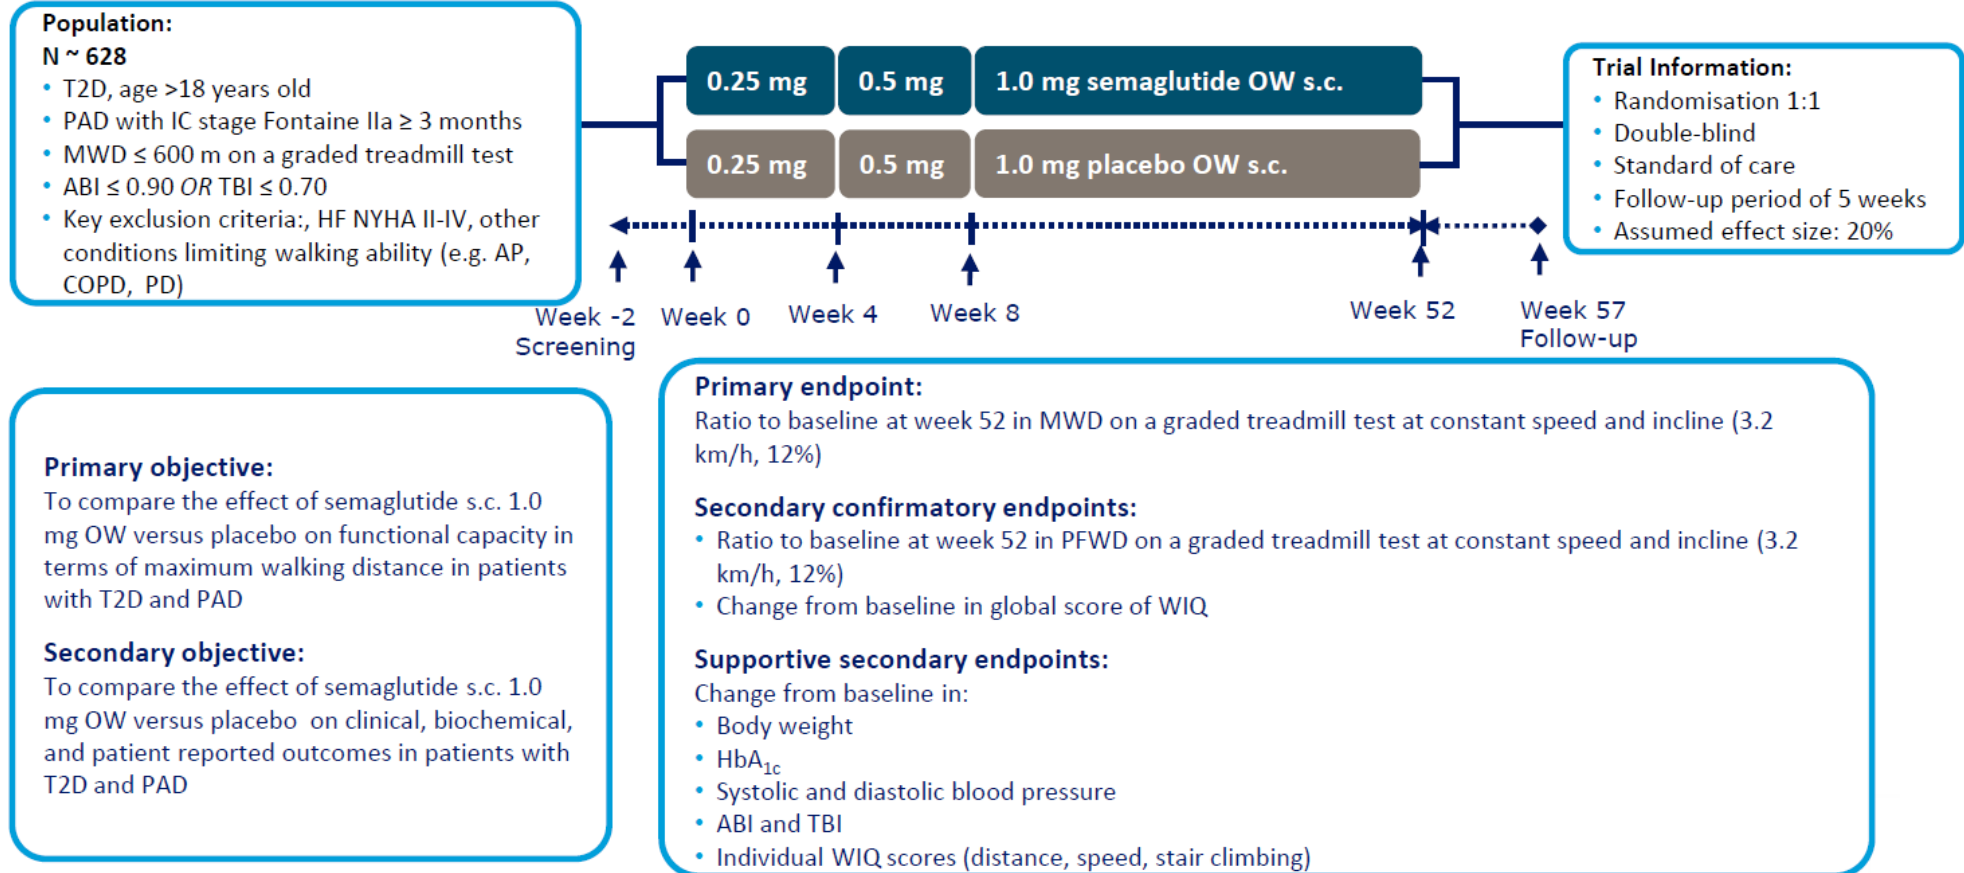 Population:
N ~ 628
• T2D, age >18 years old
• PAD with IC stage Fontaine IIa ≥ 3 months
• MWD ≤ 600 m on a graded treadmill test
• ABI ≤ 0.90 OR TBI ≤ 0.70
• Key exclusion criteria:, HF NYHA II-IV, other
conditions limiting walking ability (e.g. AP,
COPD, PD)
0.25 mg
0.5 mg
1.0 mg semaglutide OW s.c.
0.25 mg
0.5 mg
1.0 mg placebo OW s.c.
Trial Information:
• Randomisation 1:1
• Double-blind
• Standard of care
• Follow-up period of 5 weeks
• Assumed effect size: 20%
Week -2
Screening
Week 0
Week 4
Week 8
Week 52
Week 57
Follow-up
Primary objective:
To compare the effect of semaglutide s.c. 1.0
mg OW versus placebo on functional capacity in
terms of maximum walking distance in patients
with T2D and PAD
Secondary objective:
To compare the effect of semaglutide s.c. 1.0
mg OW versus placebo on clinical, biochemical,
and patient reported outcomes in patients with
T2D and PAD
Primary endpoint:
Ratio to baseline at week 52 in MWD on a graded treadmill test at constant speed and incline (3.2
km/h, 12%)
Secondary confirmatory endpoints:
• Ratio to baseline at week 52 in PFWD on a graded treadmill test at constant speed and incline (3.2
km/h, 12%)
• Change from baseline in global score of WIQ
Supportive secondary endpoints:
Change from baseline in:
• Body weight
• HbA1c
• Systolic and diastolic blood pressure
• ABI and TBI
• Individual WIQ scores (distance, speed, stair climbing)